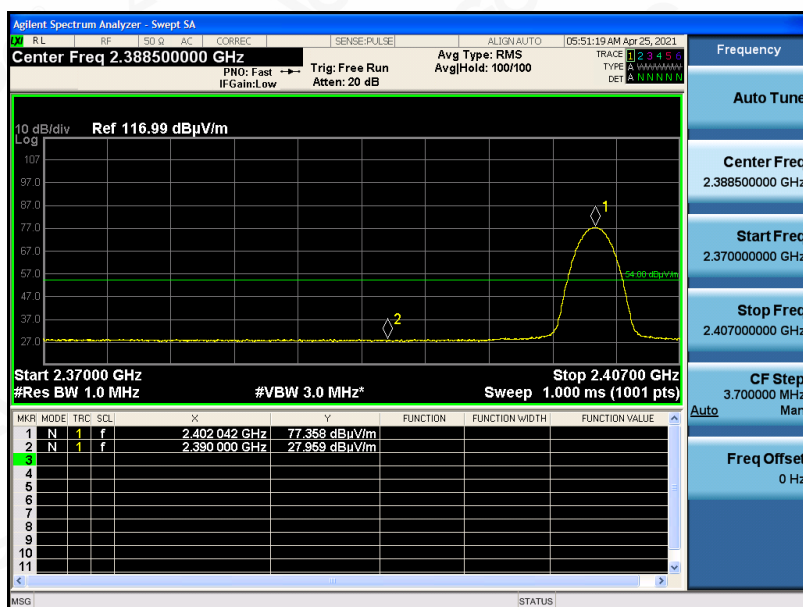 Agilent Spectrum Analyzer - Swept SA
LXI RL RF 50 Ω AC CORREC SENSE:PULSE ALIGN AUTO 05:51:19 AM Apr 25, 2021
Center Freq 2.388500000 GHz
PNO: Fast
IFGain:Low
Trig: Free Run
Atten: 20 dB
Avg Type: RMS
Avg|Hold: 100/100
TRACE 1 2 3 4 5 6
TYPE A WWWWW
DET A N N N N N
10 dB/div Ref 116.99 dBµV/m
Log
107
97.0
87.0
77.0
67.0
57.0
47.0
37.0
27.0
1
2
54.00 dBµV/m
Start 2.37000 GHz Stop 2.40700 GHz
#Res BW 1.0 MHz #VBW 3.0 MHz* Sweep 1.000 ms (1001 pts)
MKR MODE TRC SCL X Y FUNCTION FUNCTION WIDTH FUNCTION VALUE
1 N 1 f 2.402 042 GHz 77.358 dBµV/m
2 N 1 f 2.390 000 GHz 27.959 dBµV/m
3
4
5
6
7
8
9
10
11
MSG STATUS
Frequency
Auto Tune
Center Freq
2.388500000 GHz
Start Freq
2.370000000 GHz
Stop Freq
2.407000000 GHz
CF Step
3.700000 MHz
Auto Man
Freq Offset
0 Hz